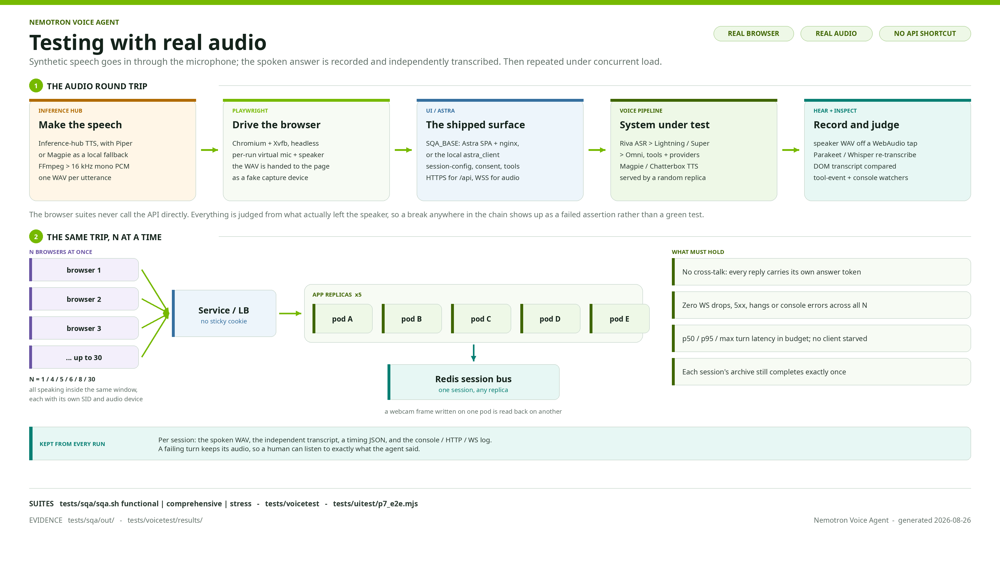 NEMOTRON VOICE AGENT
Testing with real audio
Synthetic speech goes in through the microphone; the spoken answer is recorded and independently transcribed. Then repeated under concurrent load.
REAL BROWSER
REAL AUDIO
NO API SHORTCUT
1
THE AUDIO ROUND TRIP
INFERENCE HUB
Make the speech
Inference-hub TTS, with Piper
or Magpie as a local fallback
FFmpeg > 16 kHz mono PCM
one WAV per utterance
PLAYWRIGHT
Drive the browser
Chromium + Xvfb, headless
per-run virtual mic + speaker
the WAV is handed to the page
as a fake capture device
UI / ASTRA
The shipped surface
SQA_BASE: Astra SPA + nginx,
or the local astra_client
session-config, consent, tools
HTTPS for /api, WSS for audio
VOICE PIPELINE
System under test
Riva ASR > Lightning / Super
> Omni, tools + providers
Magpie / Chatterbox TTS
served by a random replica
HEAR + INSPECT
Record and judge
speaker WAV off a WebAudio tap
Parakeet / Whisper re-transcribe
DOM transcript compared
tool-event + console watchers
The browser suites never call the API directly. Everything is judged from what actually left the speaker, so a break anywhere in the chain shows up as a failed assertion rather than a green test.
2
THE SAME TRIP, N AT A TIME
N BROWSERS AT ONCE
browser 1
browser 2
browser 3
... up to 30
N = 1 / 4 / 5 / 6 / 8 / 30
all speaking inside the same window,
each with its own SID and audio device
Service / LB
no sticky cookie
APP REPLICAS x5
pod A
pod B
pod C
pod D
pod E
Redis session bus
one session, any replica
a webcam frame written on one pod is read back on another
WHAT MUST HOLD
No cross-talk: every reply carries its own answer token
Zero WS drops, 5xx, hangs or console errors across all N
p50 / p95 / max turn latency in budget; no client starved
Each session's archive still completes exactly once
KEPT FROM EVERY RUN
Per session: the spoken WAV, the independent transcript, a timing JSON, and the console / HTTP / WS log.
A failing turn keeps its audio, so a human can listen to exactly what the agent said.
SUITES tests/sqa/sqa.sh functional | comprehensive | stress - tests/voicetest - tests/uitest/p7_e2e.mjs
EVIDENCE tests/sqa/out/ - tests/voicetest/results/
Nemotron Voice Agent - generated 2026-08-26